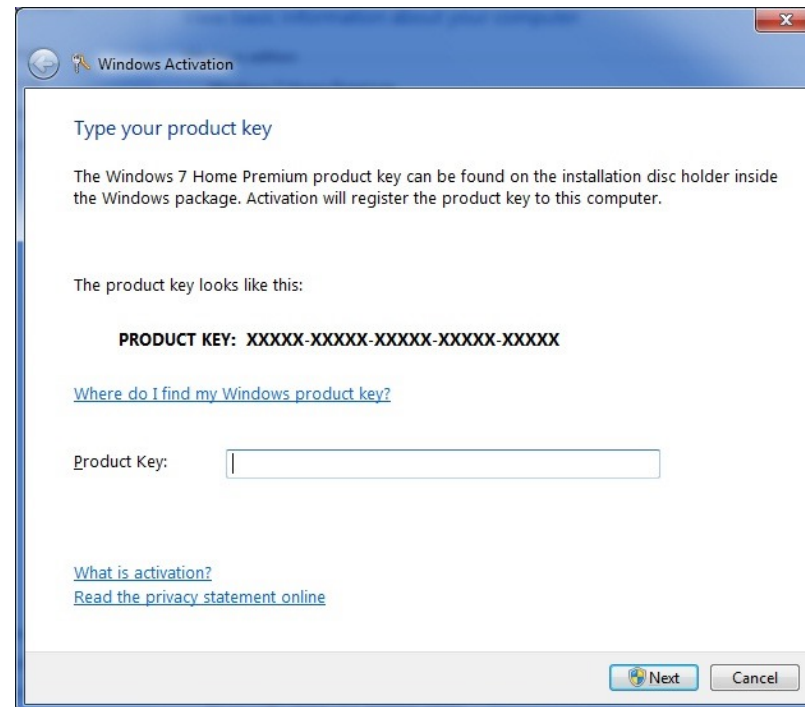 Windows Activation
Type your product key
The Windows 7 Home Premium product key can be found on the installation disc holder inside
the Windows package. Activation will register the product key to this computer.
The product key looks like this:
PRODUCT KEY: XXXXX-XXXXX-XXXXX-XXXXX-XXXXX
Where do I find my Windows product key?
Product Key:
What is activation?
Read the privacy statement online
Next Cancel